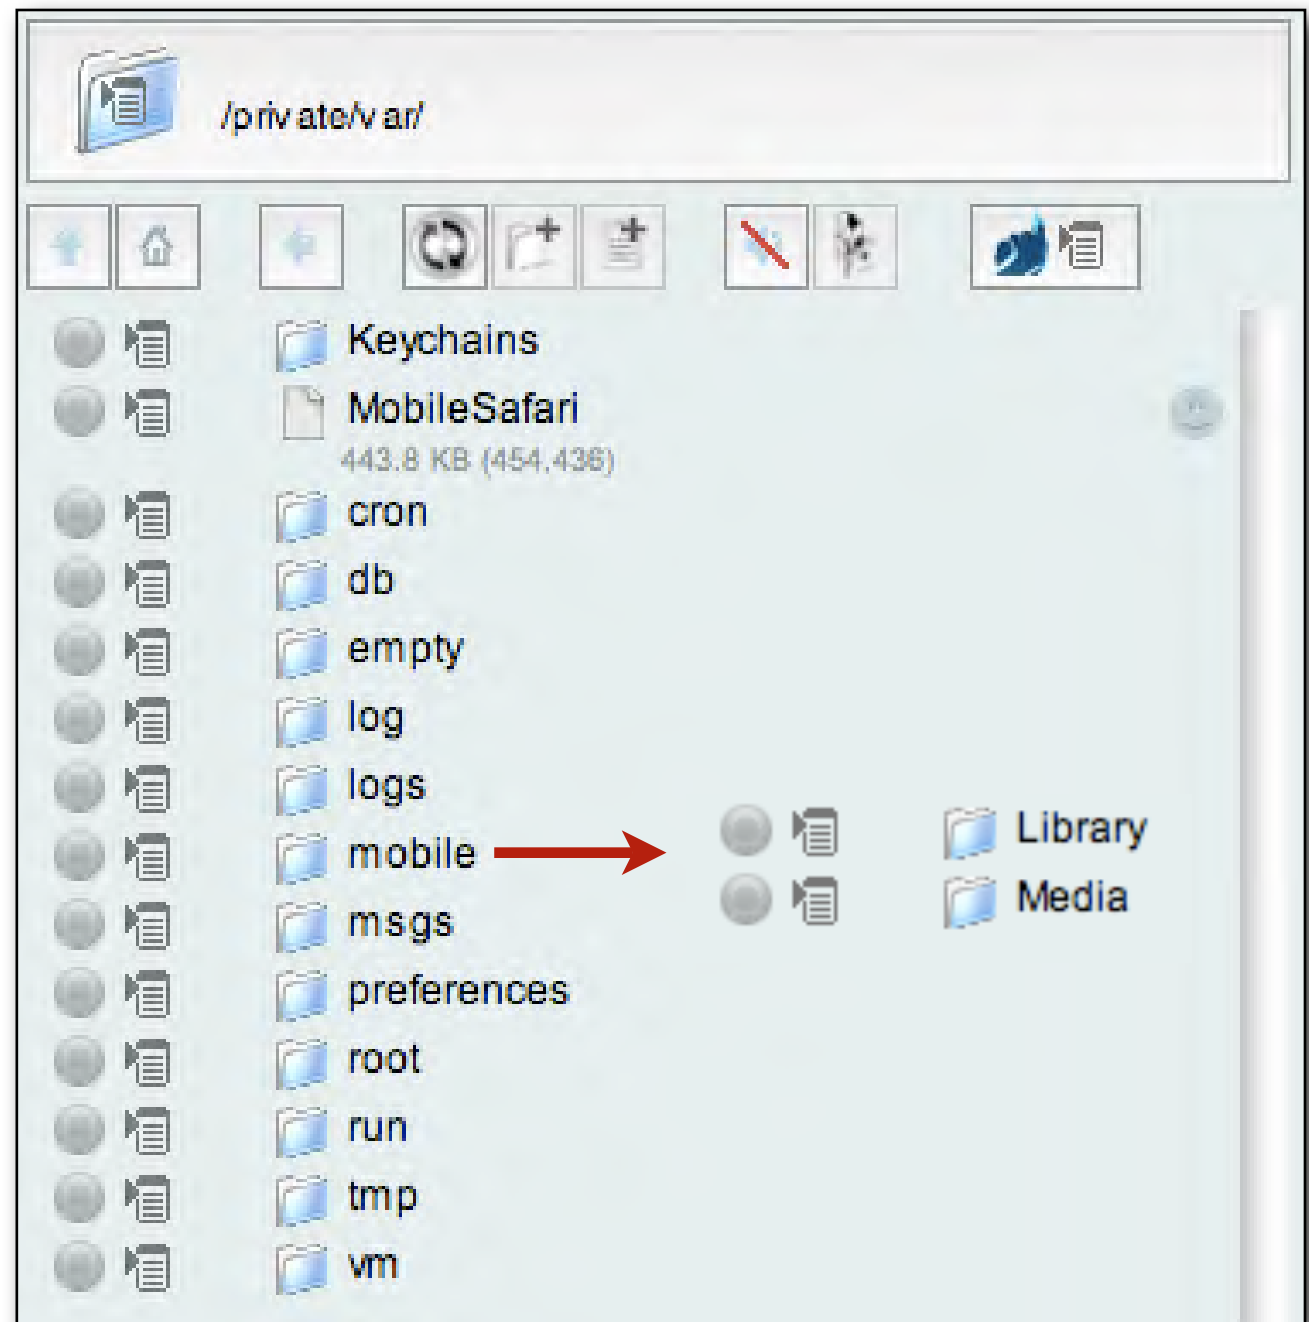 /private/var/
Keychains
MobileSafari
443.8 KB (454,436)
cron
db
empty
log
logs
mobile
Library
Media
msgs
preferences
root
run
tmp
vm